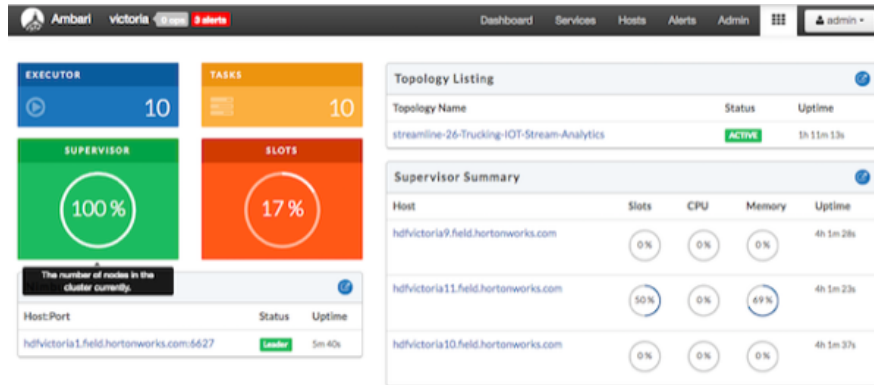 Ambari victoria 0 ops 3 alerts Dashboard Services Hosts Alerts Admin admin
EXECUTOR
10
TASKS
10
SUPERVISOR
100 %
SLOTS
17 %
The number of nodes in the
cluster currently.
Host:Port Status Uptime
hdfvictoria1.field.hortonworks.com:6627 Leader 5m 40s
Topology Listing
Topology Name Status Uptime
streamline-26-Trucking-IOT-Stream-Analytics ACTIVE 1h 11m 13s
Supervisor Summary
Host Slots CPU Memory Uptime
hdfvictoria9.field.hortonworks.com 0 % 0 % 0 % 4h 1m 28s
hdfvictoria11.field.hortonworks.com 50 % 0 % 69 % 4h 1m 23s
hdfvictoria10.field.hortonworks.com 0 % 0 % 0 % 4h 1m 37s